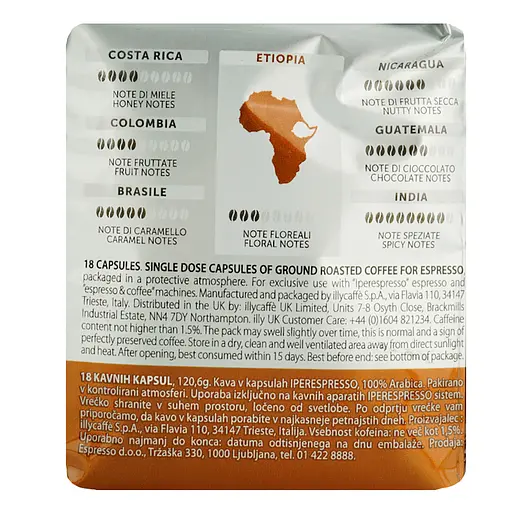 COSTA RICA
NOTE DI MIELE
HONEY NOTES
COLOMBIA
NOTE FRUTTATE
FRUIT NOTES
BRASILE
NOTE DI CARAMELLO
CARAMEL NOTES
ETIOPIA
NOTE FLOREALI
FLORAL NOTES
NICARAGUA
NOTE DI FRUTTA SECCA
NUTTY NOTES
GUATEMALA
NOTE DI CIOCCOLATO
CHOCOLATE NOTES
INDIA
NOTE SPEZIATE
SPICY NOTES
18 CAPSULES. SINGLE DOSE CAPSULES OF GROUND ROASTED COFFEE FOR ESPRESSO,
packaged in a protective atmosphere. For exclusive use with "iperespresso" espresso and
"espresso & coffee" machines. Manufactured and packaged by illycaffè S.p.A., via Flavia 110, 34147
Trieste, Italy. Distributed in the UK by: illycaffè UK Limited, Units 7-8 Osyth Close, Brackmills
Industrial Estate, NN4 7DY Northampton. illy UK Customer Care: +44 (0)1604 821234. Caffeine
content not higher than 1.5%. The pack may swell slightly over time, this is normal and a sign of
perfectly preserved coffee. Store in a dry, clean and well ventilated area away from direct sunlight
and heat. After opening, best consumed within 15 days. Best before end: see bottom of package.
18 KAVNIH KAPSUL, 120,6g. Kava v kapsulah IPERESPRESSO, 100% Arabica. Pakirano
v kontrolirani atmosferi. Uporaba izključno na kavnih aparatih IPERESPRESSO sistem.
Vrečko shranite v suhem prostoru, ločeno od svetlobe. Po odprtju vrečke vam
priporočamo, da kavo v kapsulah porabite v najkasneje petnajstih dneh. Proizvajalec :
illycaffè S.p.A., via Flavia 110, 34147 Trieste, Italija. Vsebnost kofeina: ne več kot 1,5%.
Uporabno najmanj do konca: datuma odtisnjenega na dnu embalaže. Prodaja:
Espresso d.o.o., Tržaška 330, 1000 Ljubljana, tel. 01 422 8888.